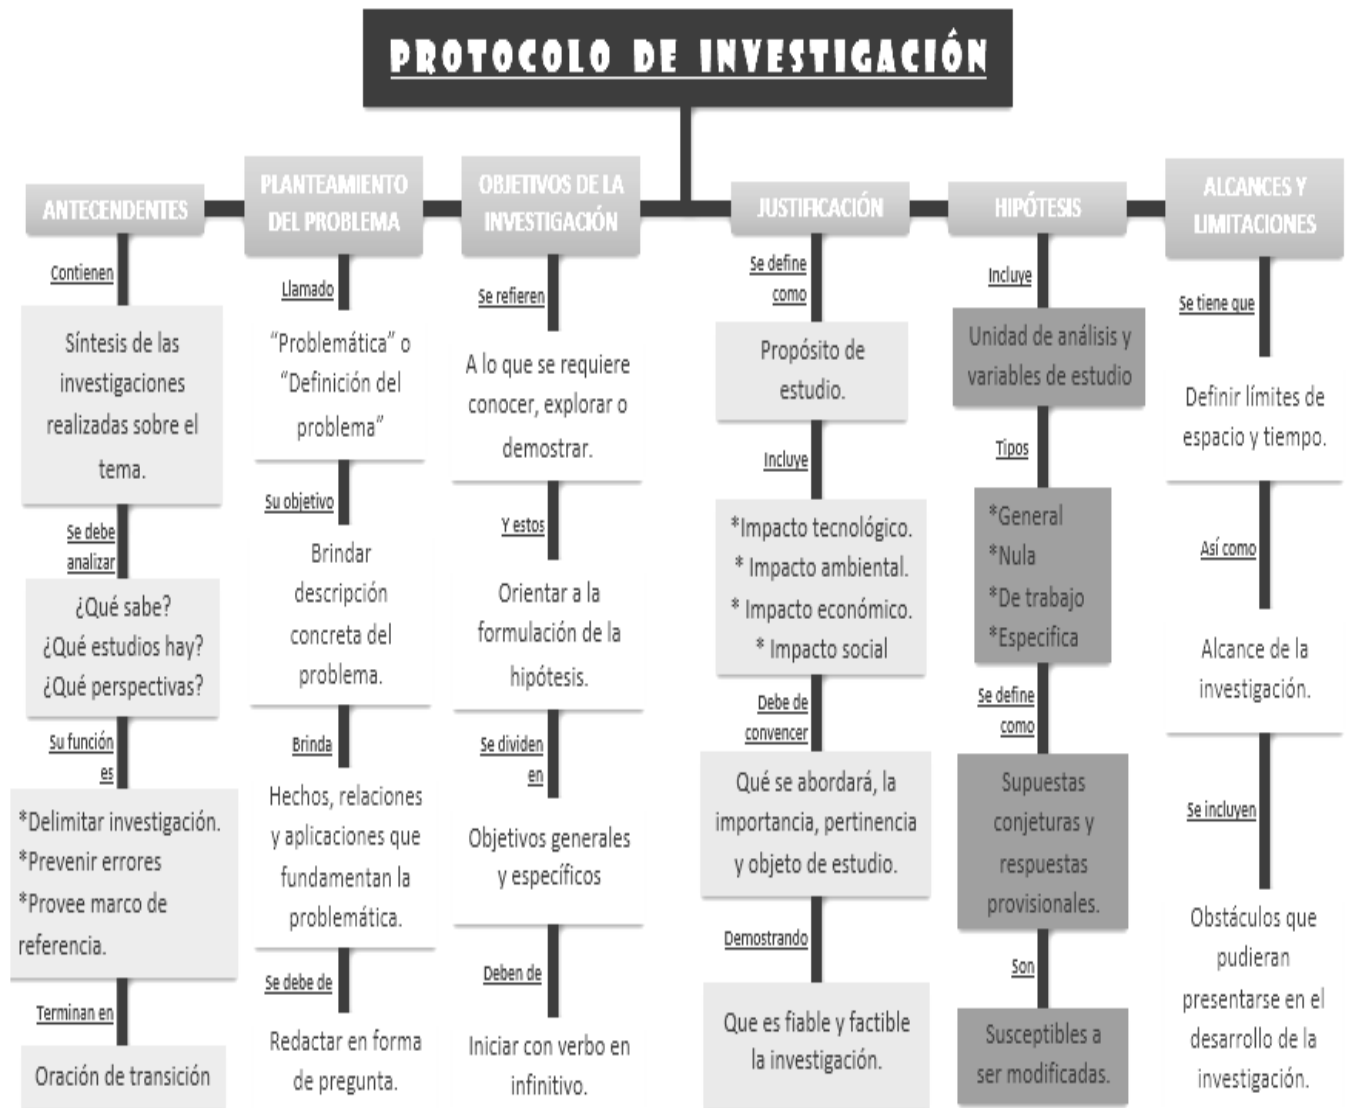 PROTOCOLO DE INVESTIGACIÓN
ANTECENDENTES
Contienen
Síntesis de las
investigaciones
realizadas sobre el
tema.
Se debe
analizar
¿Qué sabe?
¿Qué estudios hay?
¿Qué perspectivas?
Su función
es
*Delimitar investigación.
*Prevenir errores
*Provee marco de
referencia.
Terminan en
Oración de transición
PLANTEAMIENTO
DEL PROBLEMA
Llamado
“Problemática” o
“Definición del
problema”
Su objetivo
Brindar
descripción
concreta del
problema.
Brinda
Hechos, relaciones
y aplicaciones que
fundamentan la
problemática.
Se debe de
Redactar en forma
de pregunta.
OBJETIVOS DE LA
INVESTIGACIÓN
Se refieren
A lo que se requiere
conocer, explorar o
demostrar.
Y estos
Orientar a la
formulación de la
hipótesis.
Se dividen
en
Objetivos generales
y específicos
Deben de
Iniciar con verbo en
infinitivo.
JUSTIFICACIÓN
Se define
como
Propósito de
estudio.
Incluye
*Impacto tecnológico.
* Impacto ambiental.
* Impacto económico.
* Impacto social
Debe de
convencer
Qué se abordará, la
importancia, pertinencia
y objeto de estudio.
Demostrando
Que es fiable y factible
la investigación.
HIPÓTESIS
Incluye
Unidad de análisis y
variables de estudio
Tipos
*General
*Nula
*De trabajo
*Especifica
Se define
como
Supuestas
conjeturas y
respuestas
provisionales.
Son
Susceptibles a
ser modificadas.
ALCANCES Y
LIMITACIONES
Se tiene que
Definir límites de
espacio y tiempo.
Así como
Alcance de la
investigación.
Se incluyen
Obstáculos que
pudieran
presentarse en el
desarrollo de la
investigación.